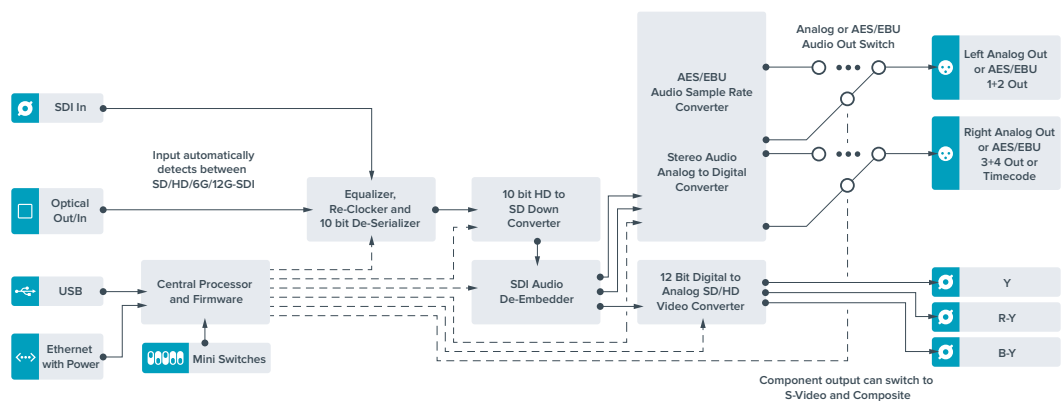 Analog or AES/EBU
Audio Out Switch
SDI In
Input automatically
detects between
SD/HD/6G/12G-SDI
Optical
Out/In
Equalizer,
Re-Clocker and
10 bit De-Serializer
10 bit HD to
SD Down
Converter
AES/EBU
Audio Sample Rate
Converter
Stereo Audio
Analog to Digital
Converter
Left Analog Out
or AES/EBU
1+2 Out
Right Analog Out
or AES/EBU
3+4 Out or
Timecode
USB
Ethernet
with Power
Central Processor
and Firmware
Mini Switches
SDI Audio
De-Embedder
12 Bit Digital to
Analog SD/HD
Video Converter
Y
R-Y
B-Y
Component output can switch to
S-Video and Composite